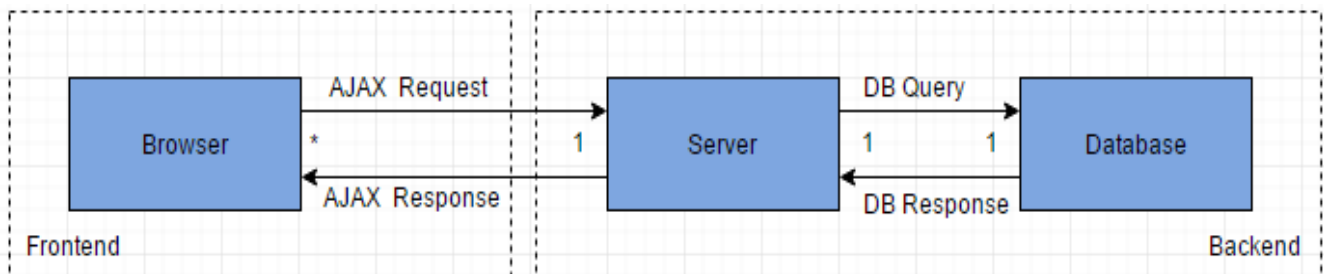 AJAX Request
DB Query
Browser
*
1
Server
1
1
Database
AJAX Response
DB Response
Frontend
Backend